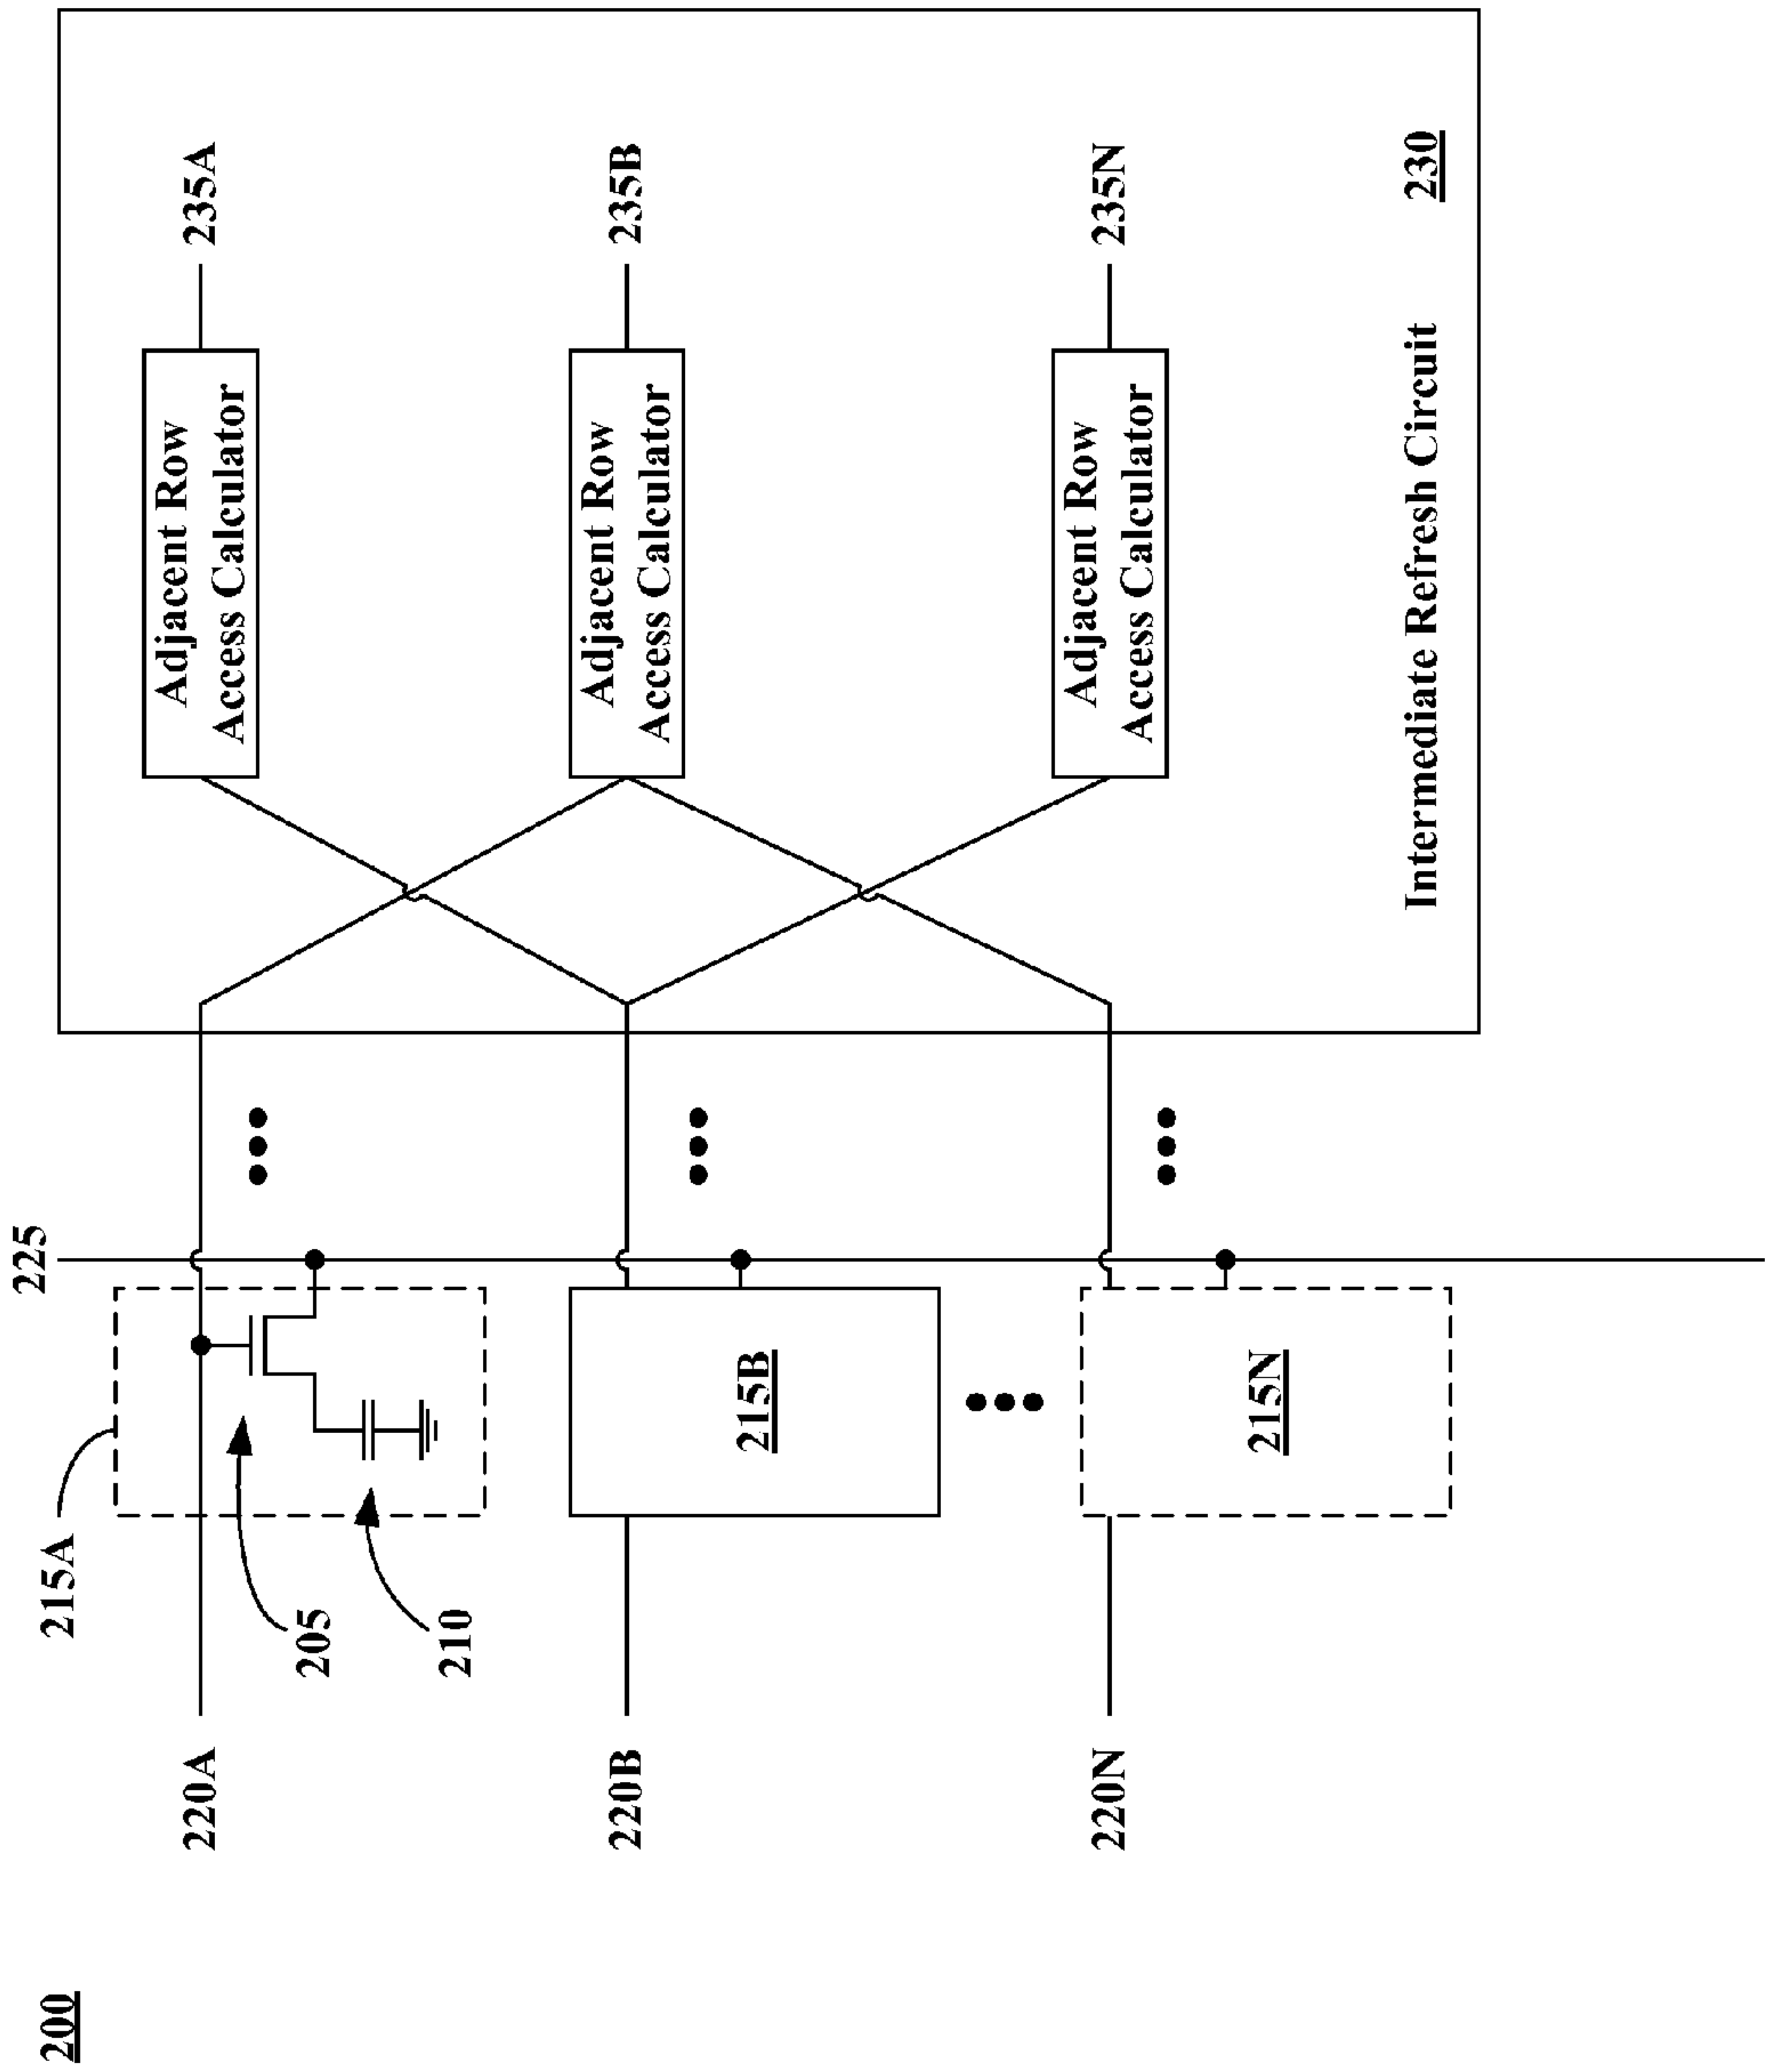 200
225
215A
205
210
220A
215B
220B
215N
220N
Adjacent Row
Access Calculator
235A
Adjacent Row
Access Calculator
235B
Adjacent Row
Access Calculator
235N
Intermediate Refresh Circuit
230